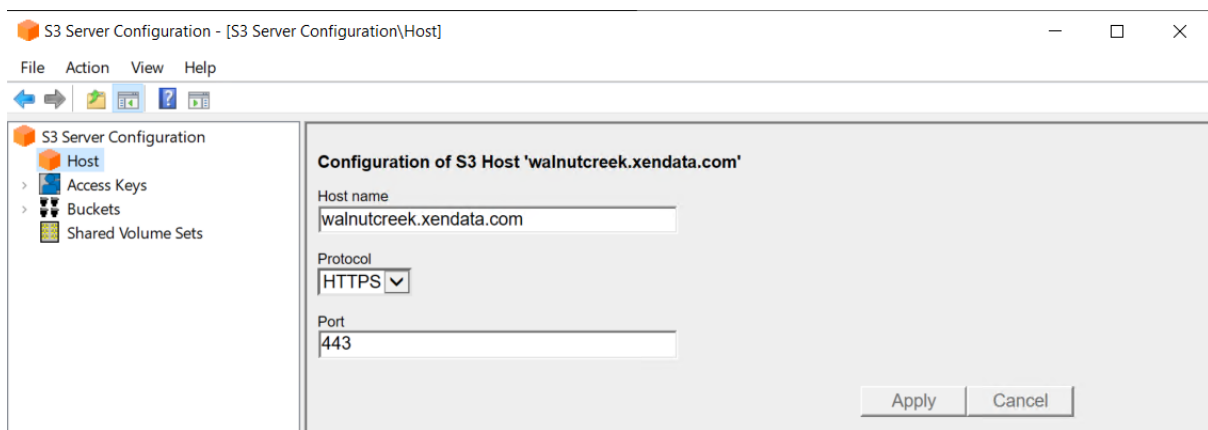 S3 Server Configuration - [S3 Server Configuration\Host]
File Action View Help
S3 Server Configuration
Host
Access Keys
Buckets
Shared Volume Sets
Configuration of S3 Host 'walnutcreek.xendata.com'
Host name
walnutcreek.xendata.com
Protocol
HTTPS
Port
443
Apply Cancel